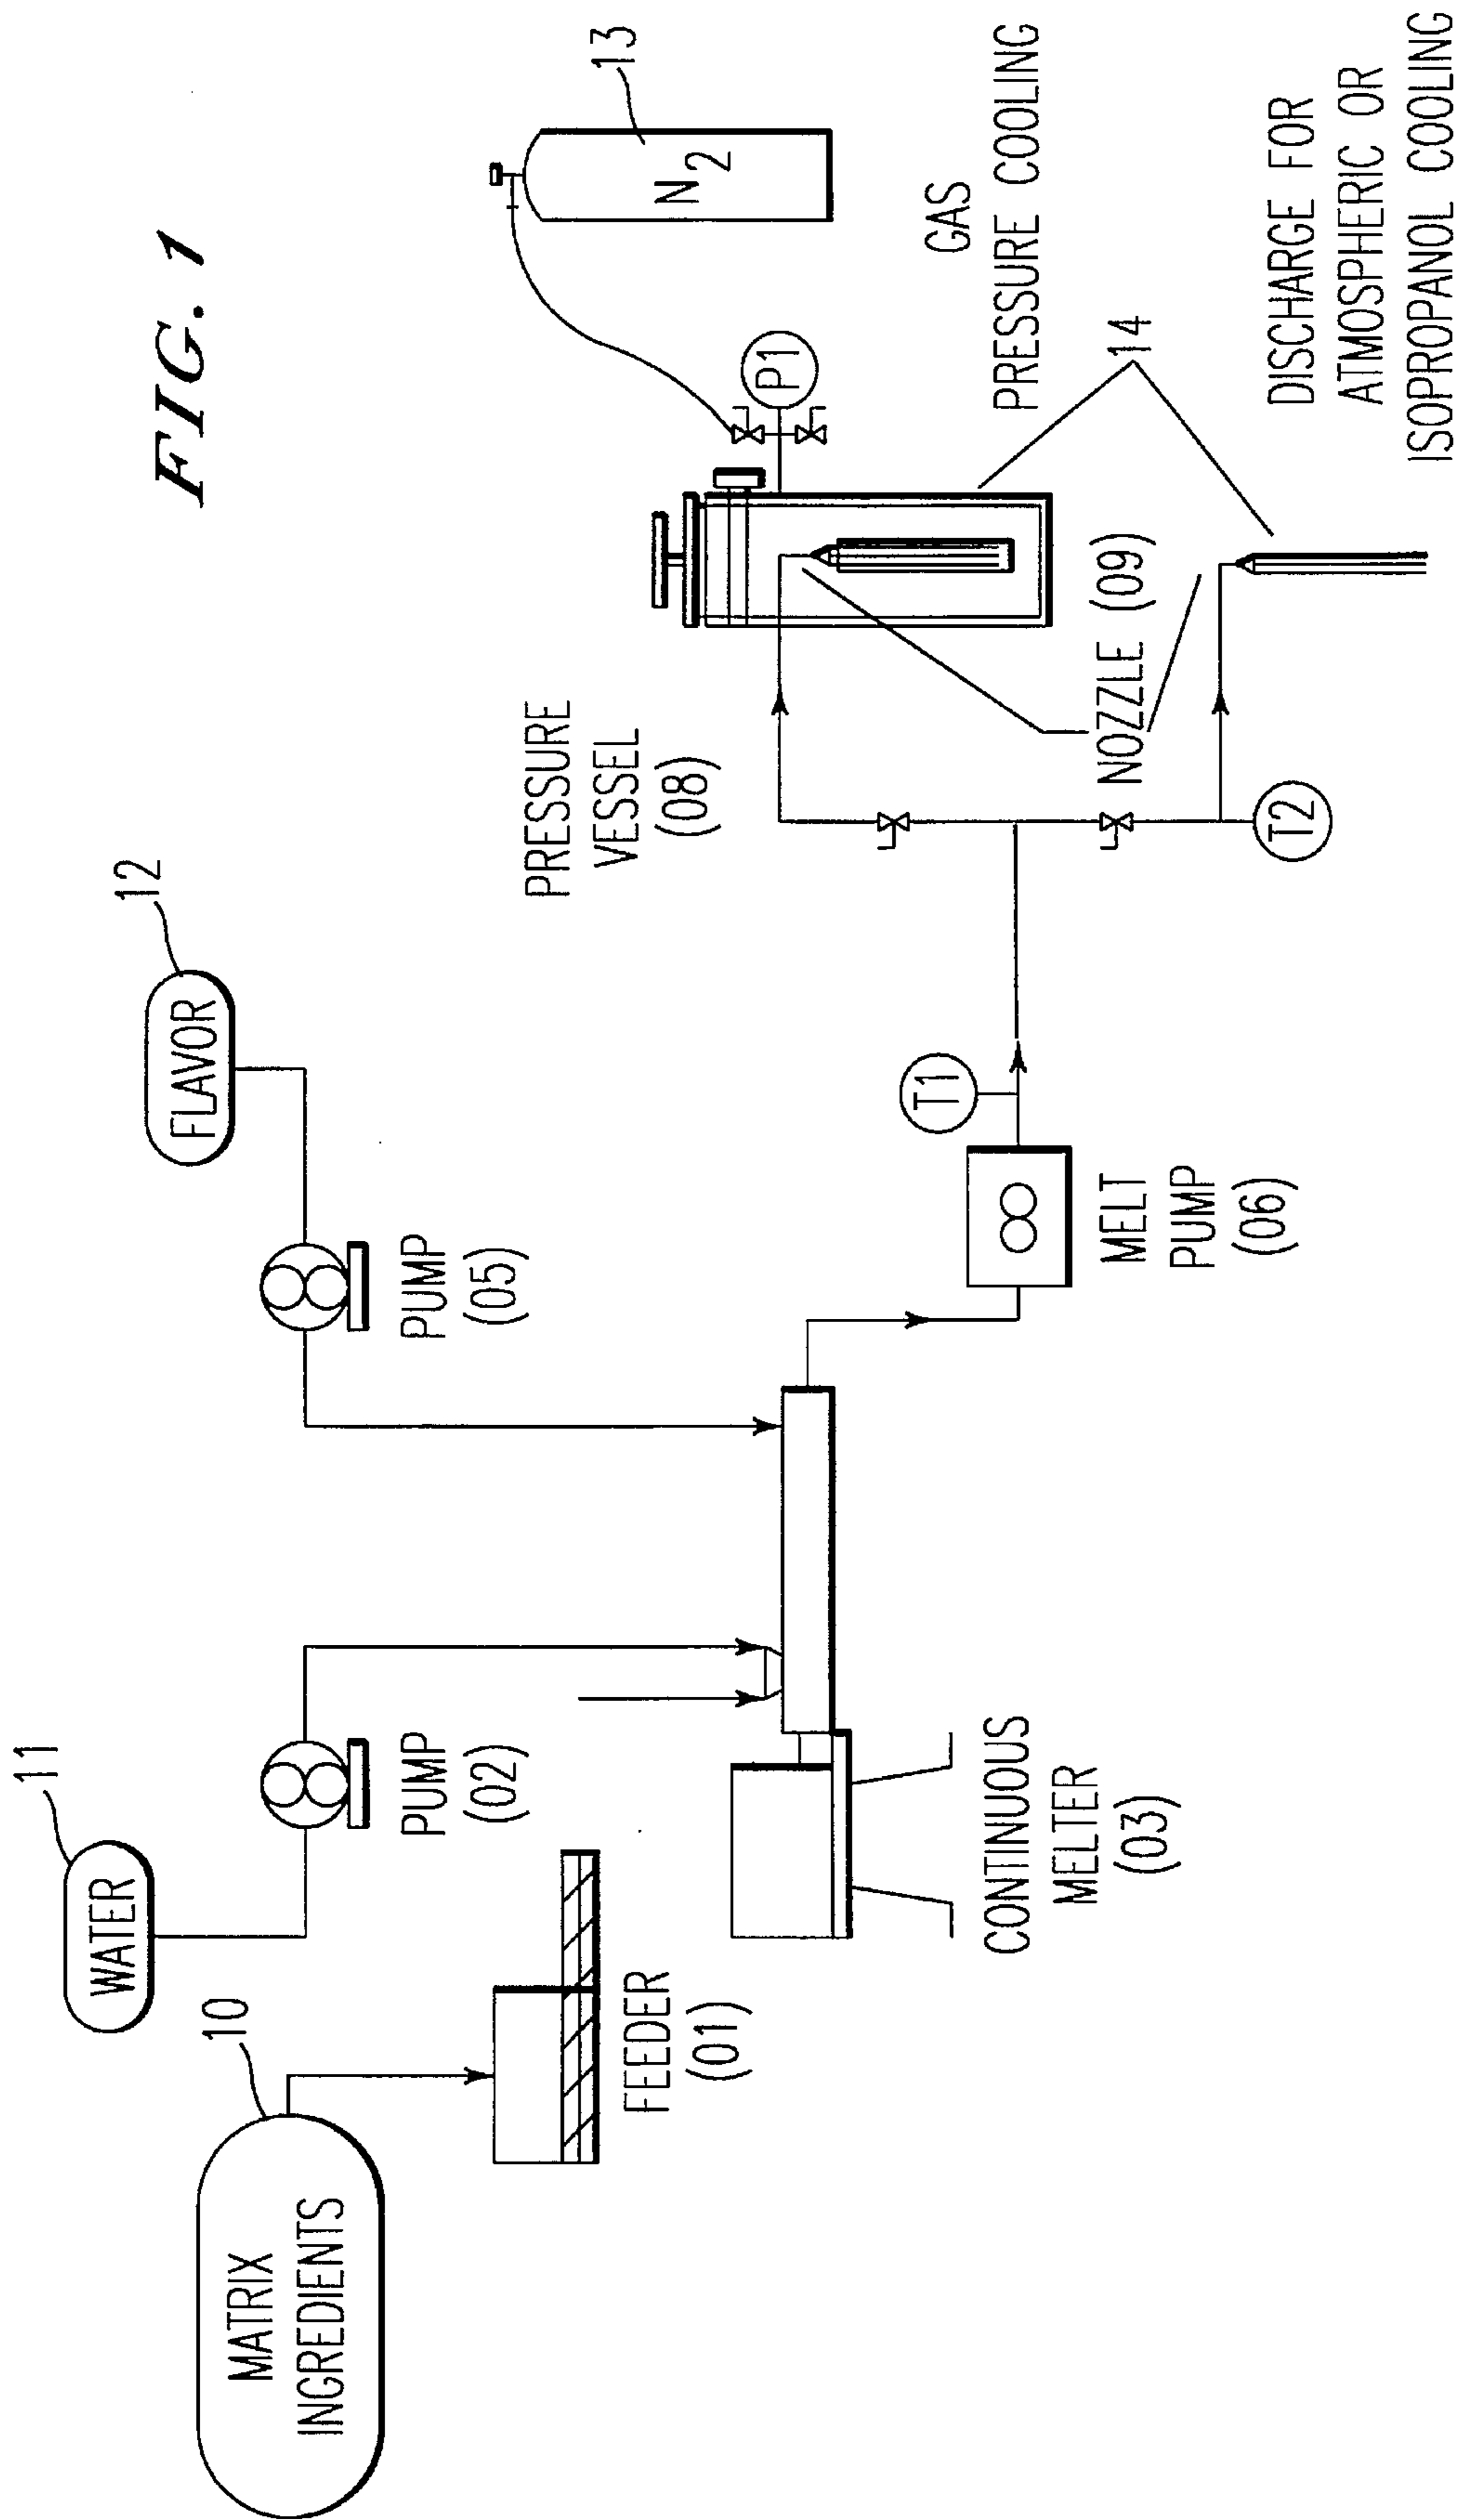 FIG. 1
MATRIX
INGREDIENTS
10
WATER
11
FLAVOR
12
PUMP
(02)
PUMP
(05)
FEEDER
(01)
CONTINUOUS
MELTER
(03)
MELT
PUMP
(06)
T1
T2
PRESSURE
VESSEL
(08)
NOZZLE (09)
P1
N2
13
GAS
PRESSURE COOLING
14
DISCHARGE FOR
ATMOSPHERIC OR
ISOPROPANOL COOLING